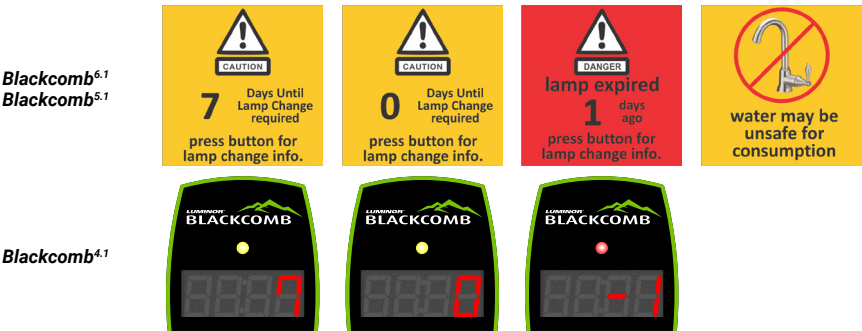 Blackcomb6.1
Blackcomb5.1
CAUTION
7
Days Until
Lamp Change
required
press button for
lamp change info.
CAUTION
0
Days Until
Lamp Change
required
press button for
lamp change info.
DANGER
lamp expired
1
days
ago
press button for
lamp change info.
water may be
unsafe for
consumption
Blackcomb4.1
LUMINOR
BLACKCOMB
7
LUMINOR
BLACKCOMB
0
LUMINOR
BLACKCOMB
-1